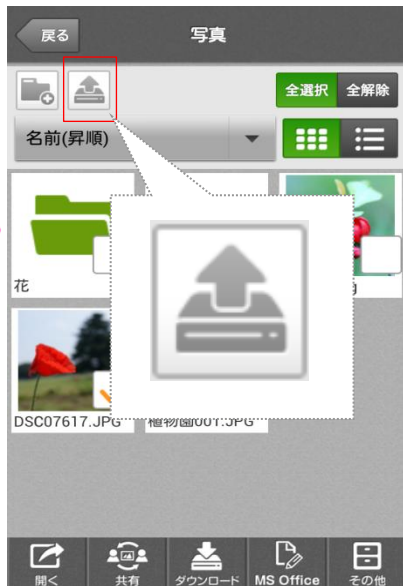 戻る
写真
全選択
全解除
名前(昇順)
花
DSC07617.JPG
植物園001.JPG
開く
共有
ダウンロード
MS Office
その他